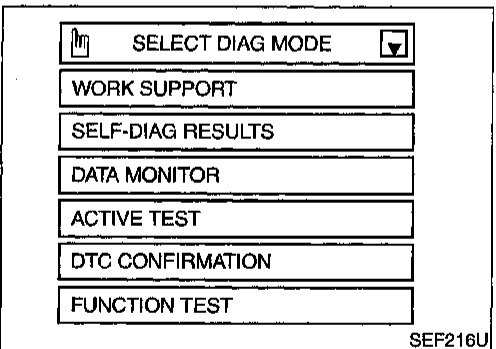 SELECT DIAG MODE
WORK SUPPORT
SELF-DIAG RESULTS
DATA MONITOR
ACTIVE TEST
DTC CONFIRMATION
FUNCTION TEST
SEF216U